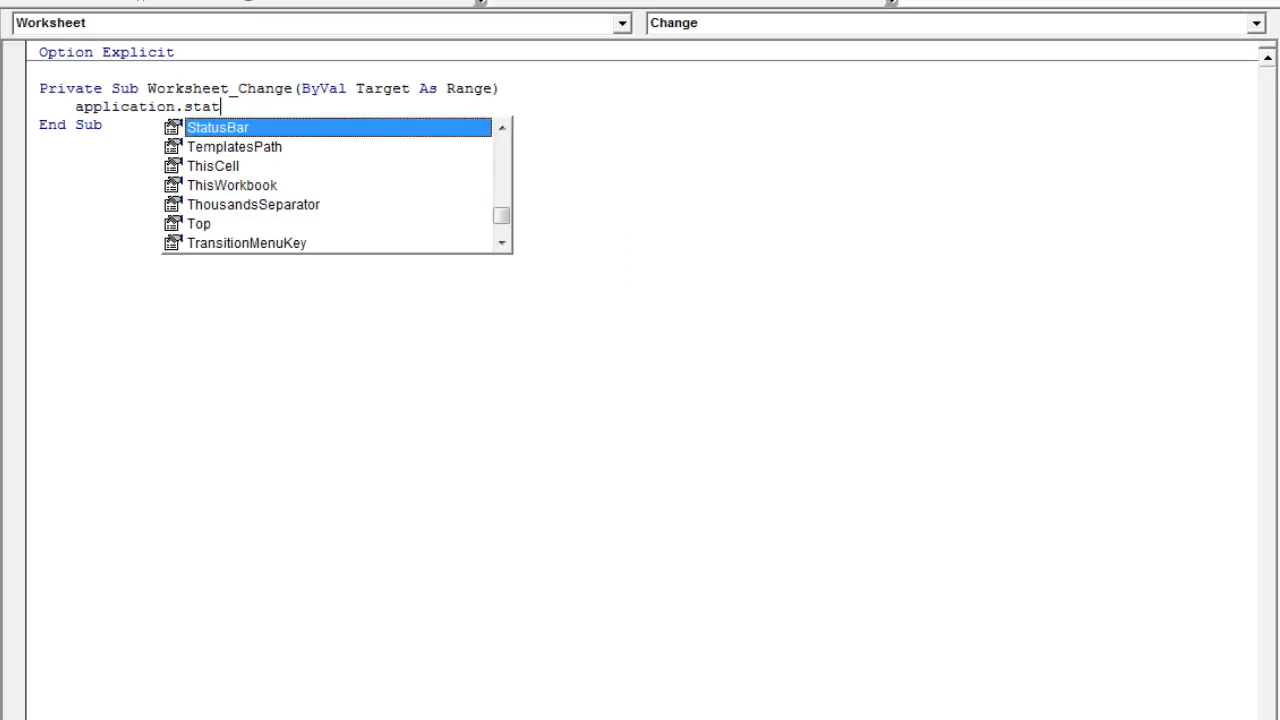 Worksheet
Change
Option Explicit
Private Sub Worksheet_Change(ByVal Target As Range)
application.stat
End Sub
StatusBar
TemplatesPath
ThisCell
ThisWorkbook
ThousandsSeparator
Top
TransitionMenuKey